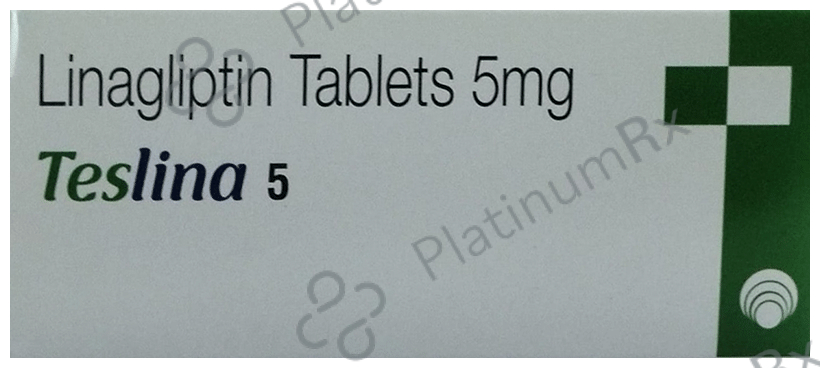 Linagliptin Tablets 5mg
Teslina 5
PlatinumRx